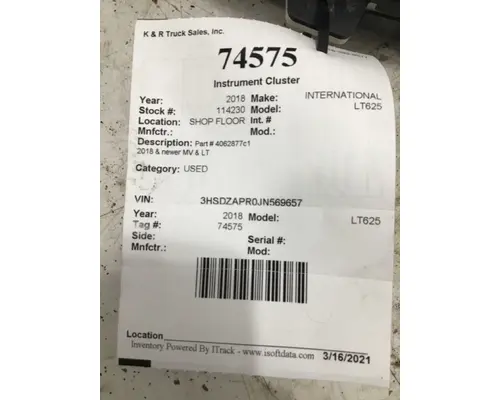 K & R Truck Sales, Inc.
74575
Instrument Cluster
Year: 2018 Make: INTERNATIONAL
Stock #: 114230 Model: LT625
Location: SHOP FLOOR Int. #
Mnfctr.: Mod.:
Description: Part # 4062877c1
2018 & newer MV & LT
Category: USED
VIN: 3HSDZAPR0JN569657
Year: 2018 Model: LT625
Tag #: 74575
Side: Serial #:
Mnfctr.: Mod:
Location
Inventory Powered By ITrack - www.isoftdata.com 3/16/2021